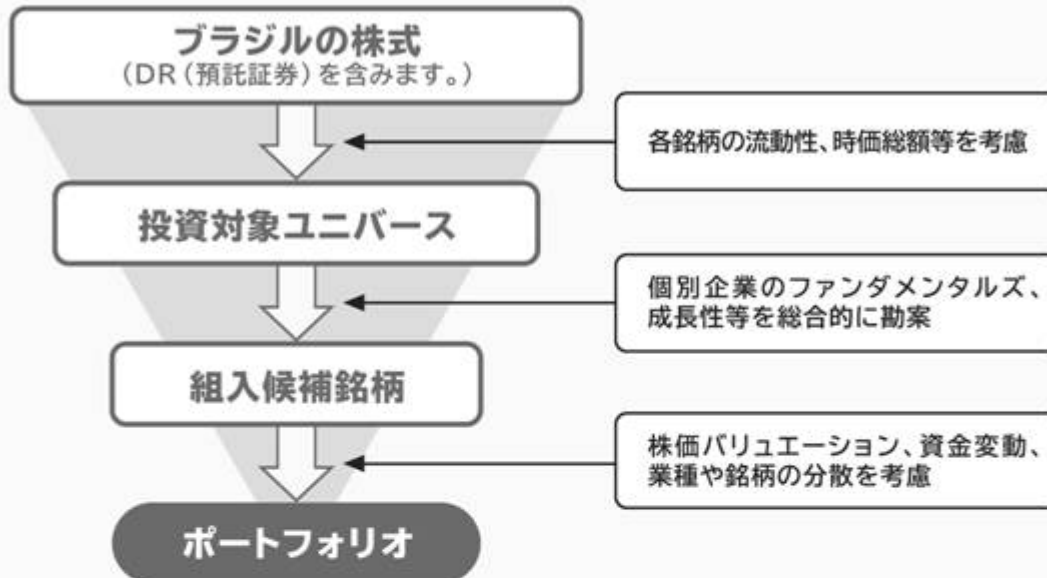 ブラジルの株式
（DR（預託証券）を含みます。）
各銘柄の流動性、時価総額等を考慮
投資対象ユニバース
個別企業のファンダメンタルズ、
成長性等を総合的に勘案
組入候補銘柄
株価バリュエーション、資金変動、
業種や銘柄の分散を考慮
ポートフォリオ